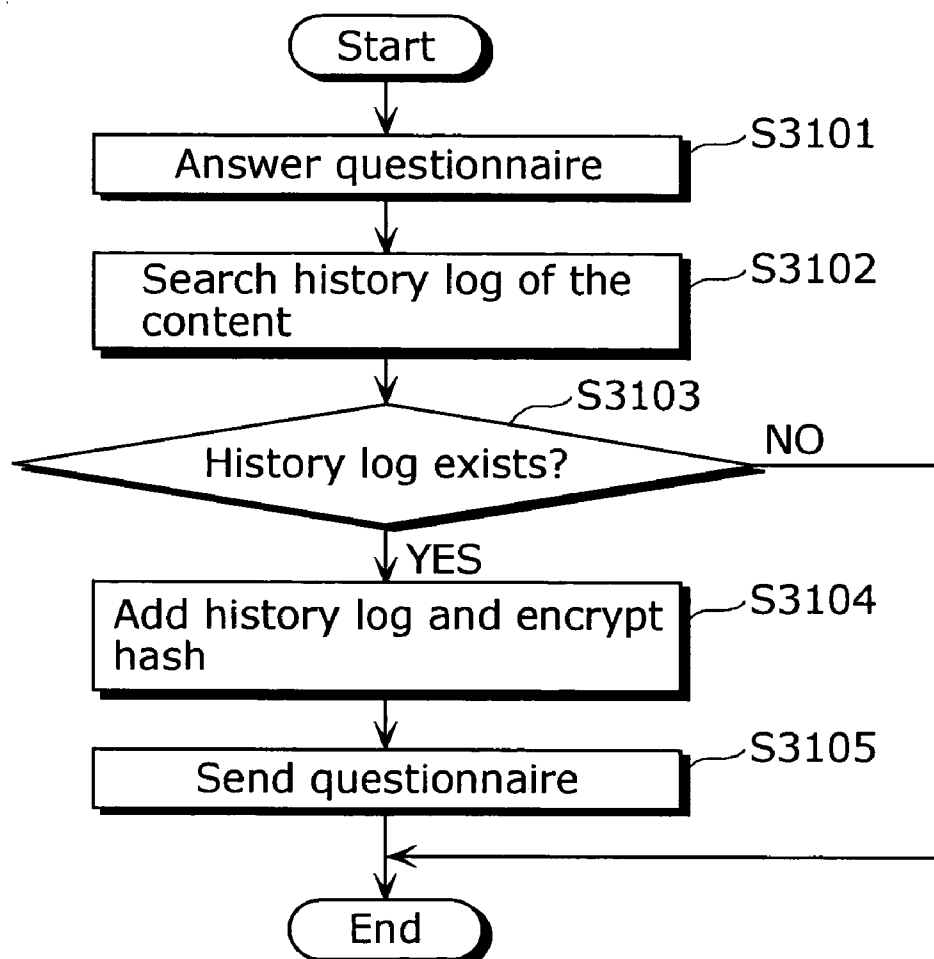 Start
S3101
Answer questionnaire
S3102
Search history log of the
content
S3103
History log exists?
NO
YES
S3104
Add history log and encrypt
hash
S3105
Send questionnaire
End